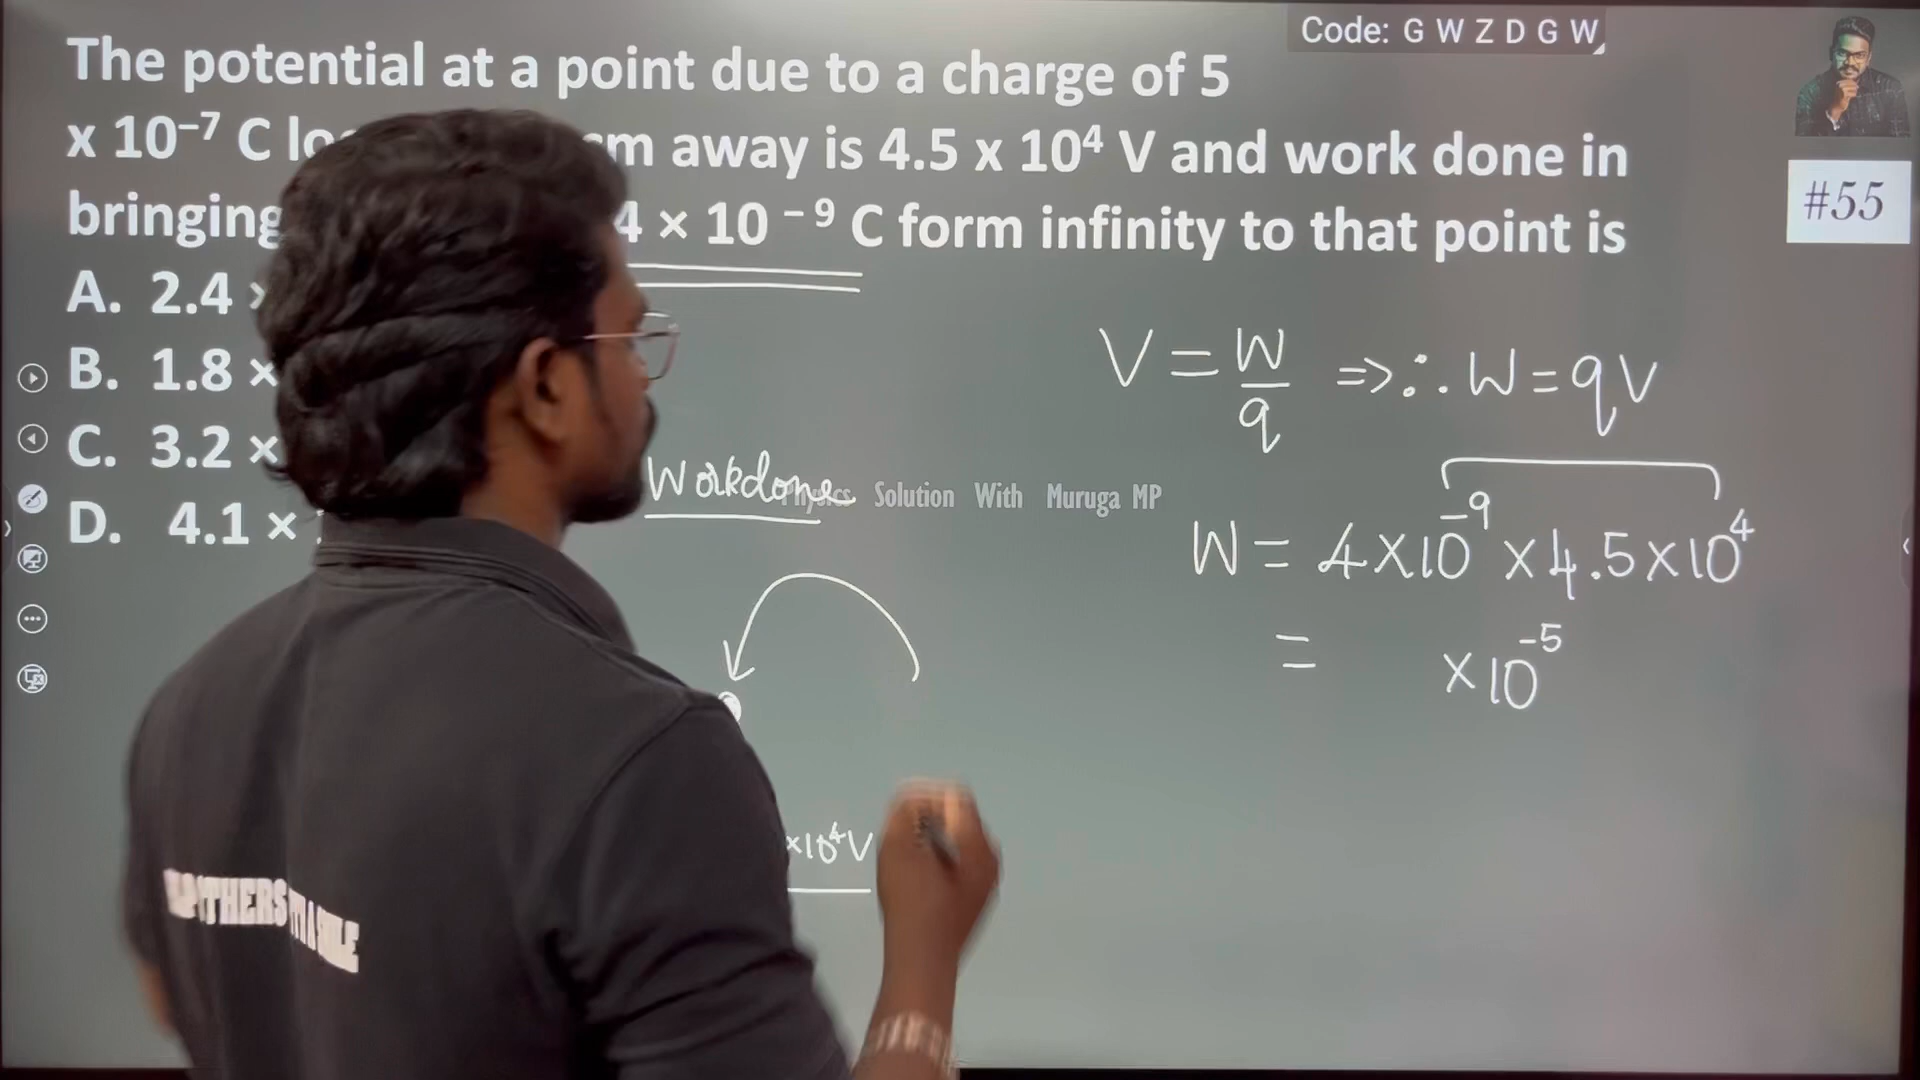 Code: G W Z D G W
The potential at a point due to a charge of 5
x 10⁻⁷ C lo m away is 4.5 x 10⁴ V and work done in
bringing 4 × 10 ⁻⁹ C form infinity to that point is
#55
A. 2.4
B. 1.8 ×
C. 3.2 ×
D. 4.1 ×
V = W/q ⇒ ∴ W = qV
Workdone
Physics Solution With Muruga MP
W = 4×10⁻⁹ × 4.5×10⁴
= ×10⁻⁵
×10⁴V